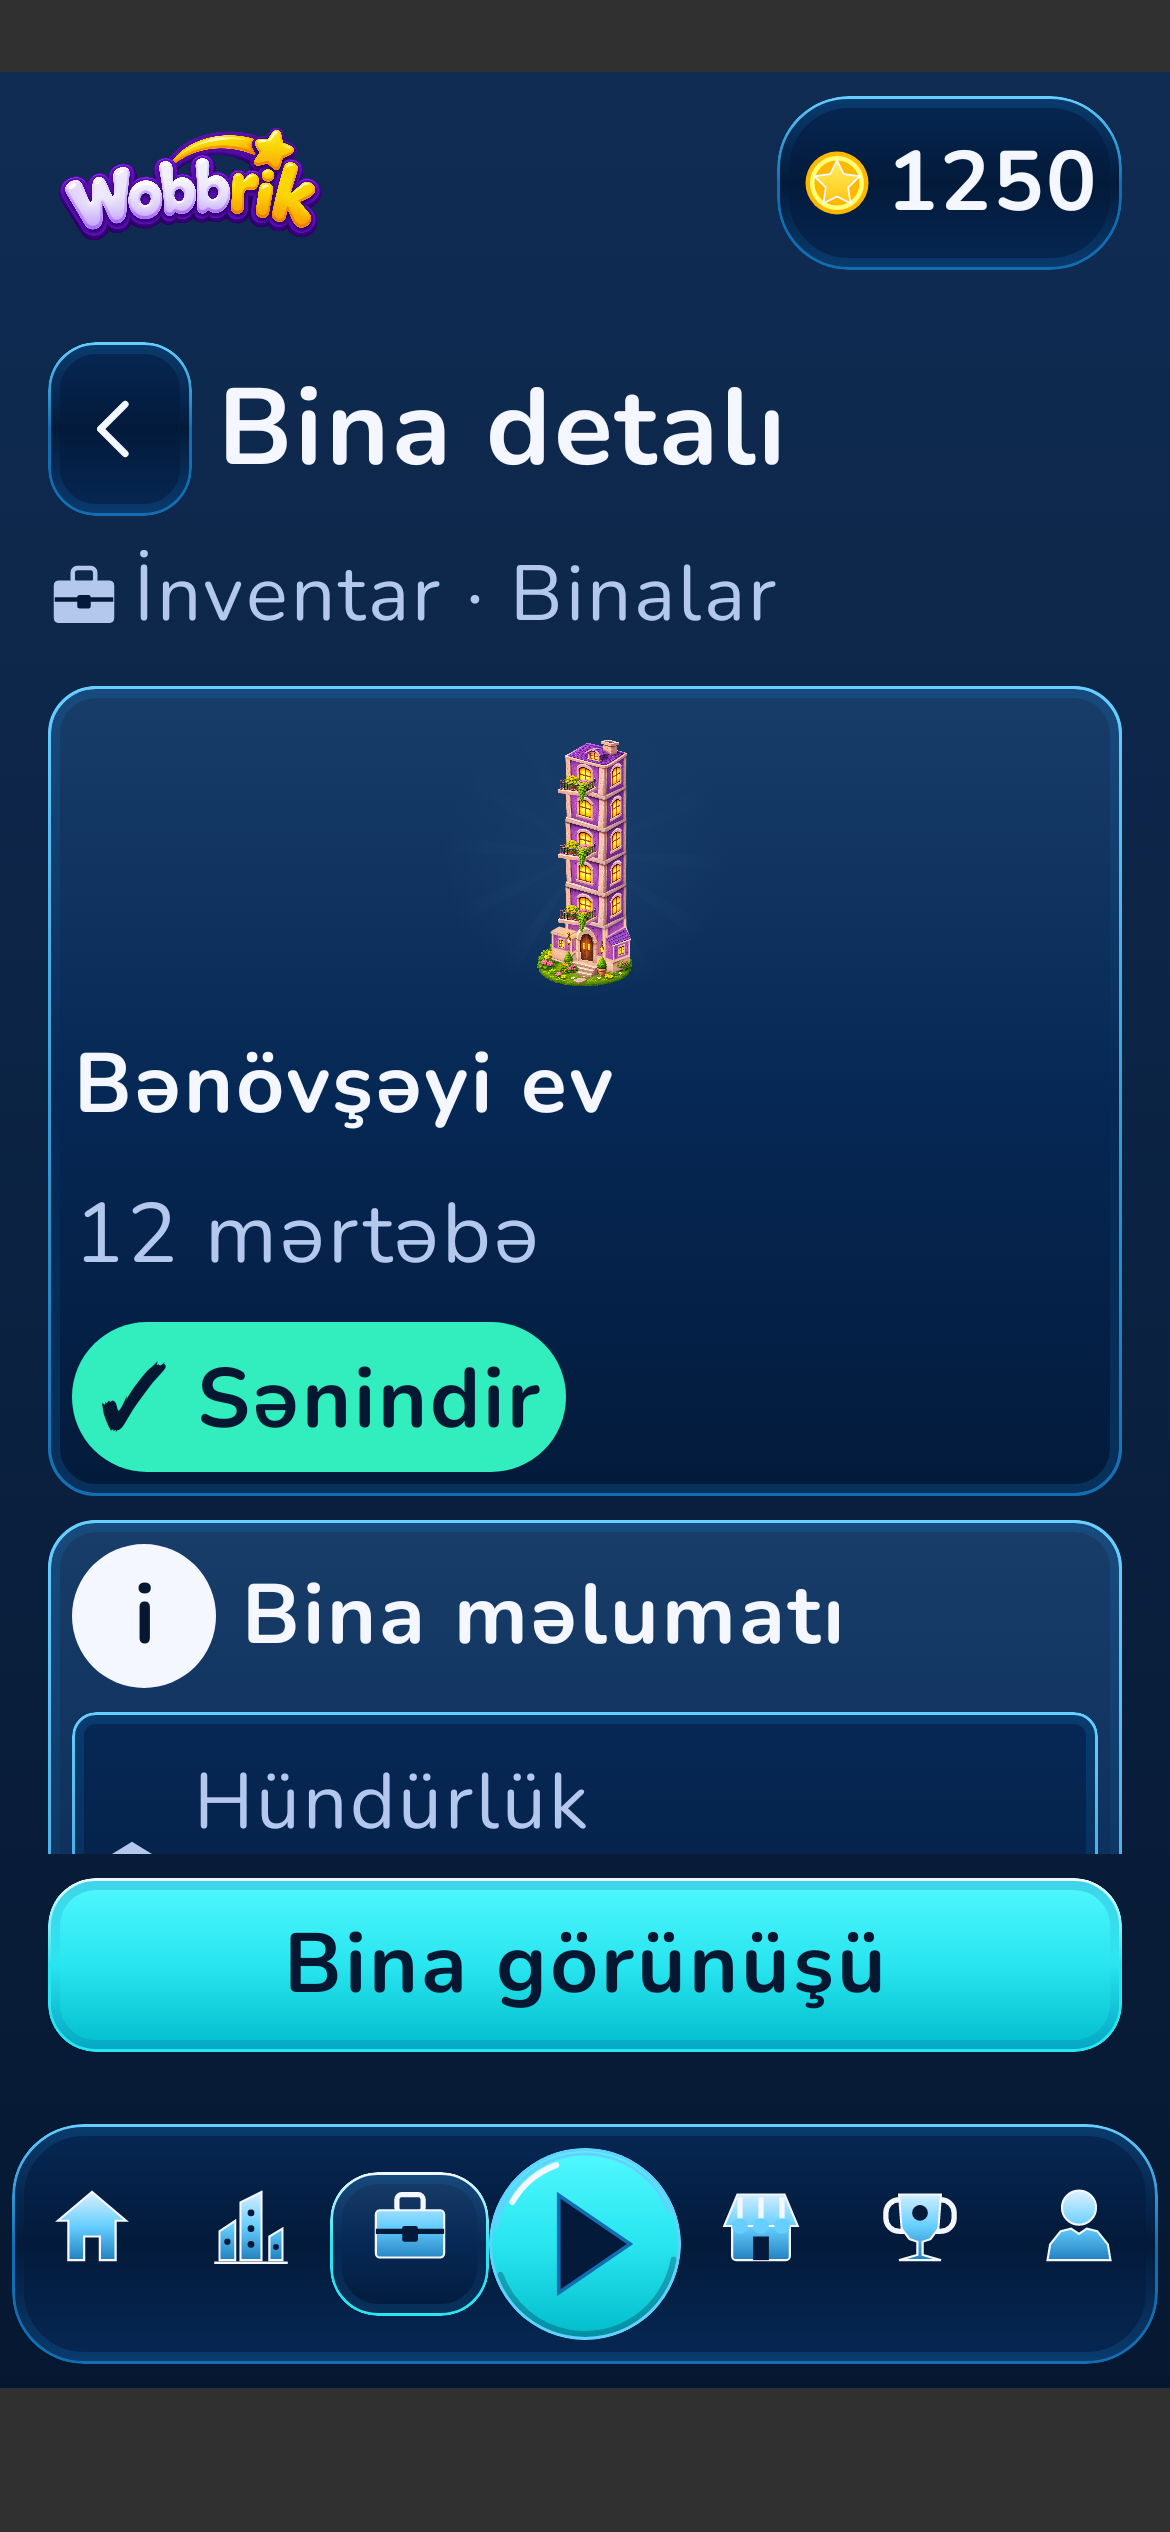 Wobbrik
1250
Bina detalı
İnventar · Binalar
Bənövşəyi ev
12 mərtəbə
✓ Sənindir
i Bina məlumatı
Hündürlük
Bina görünüşü